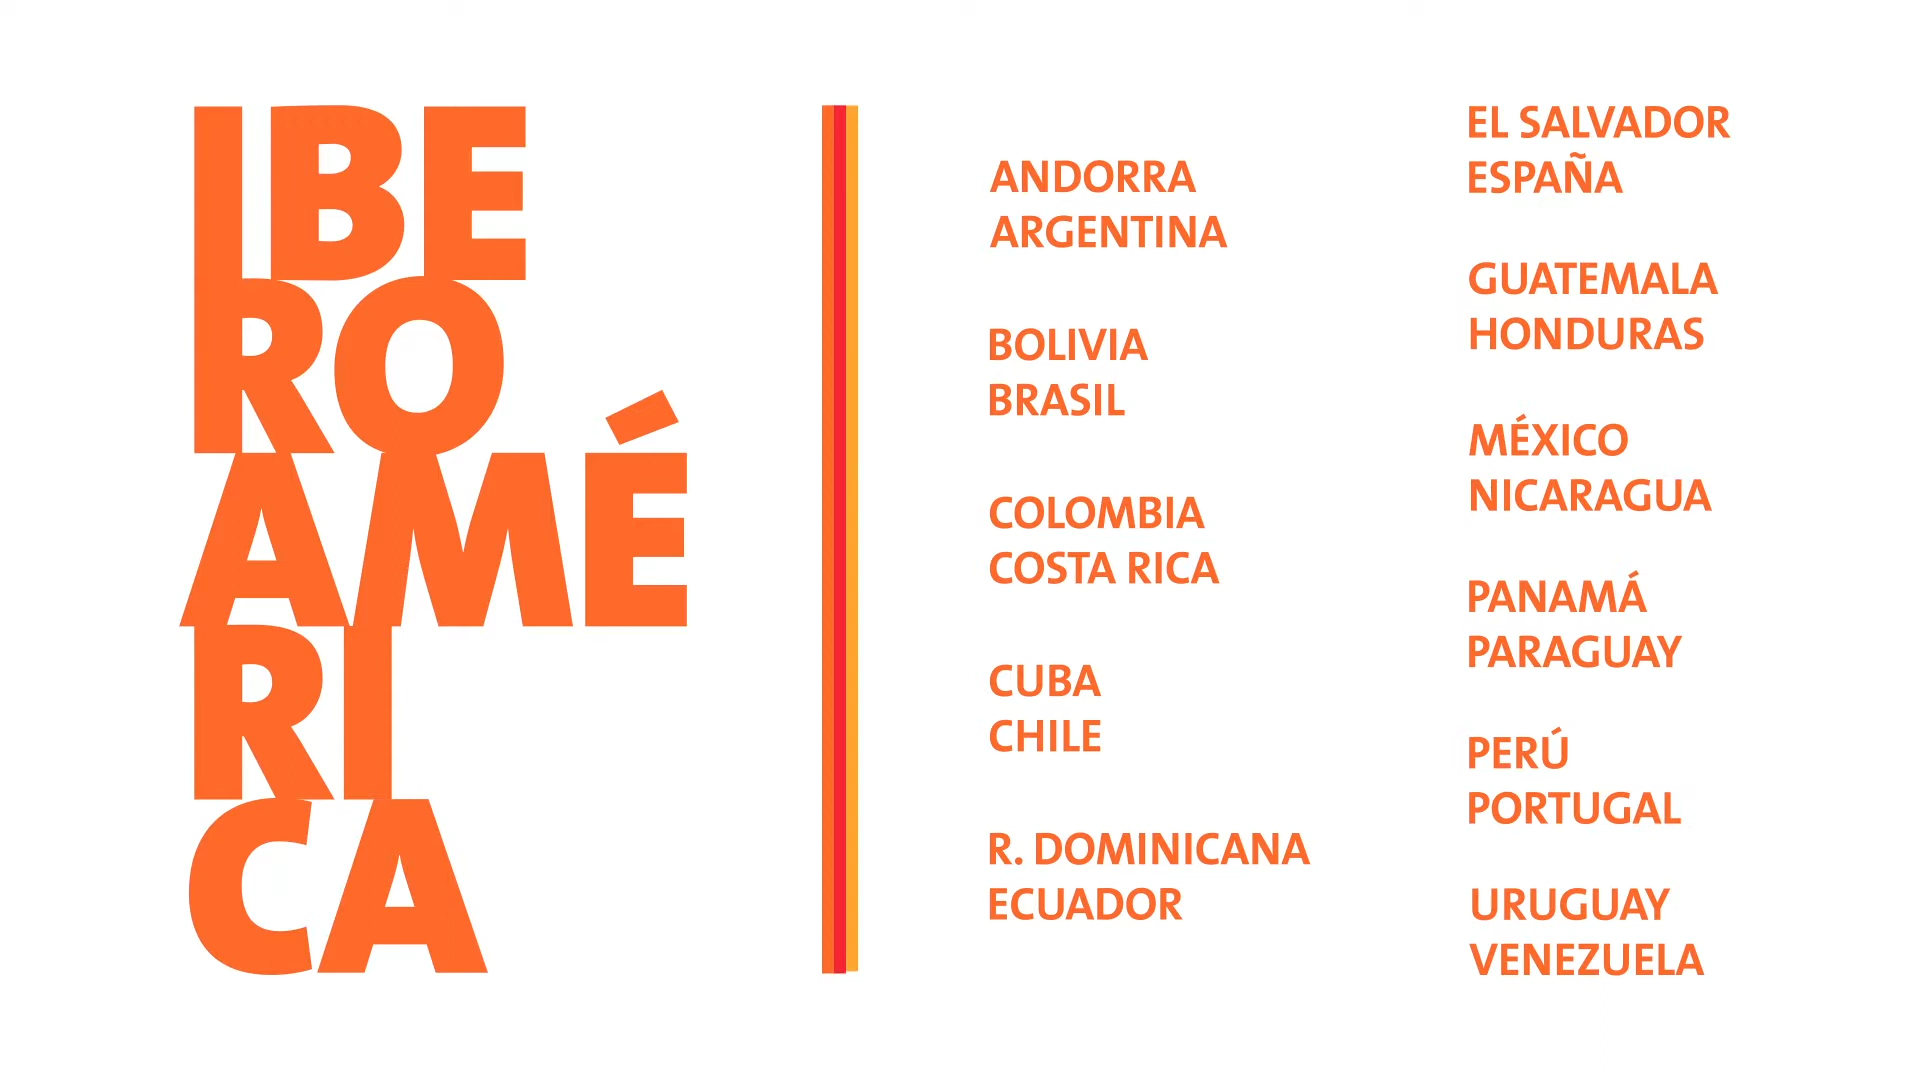 IBE
RO
AMÉ
RI
CA
ANDORRA
ARGENTINA
BOLIVIA
BRASIL
COLOMBIA
COSTA RICA
CUBA
CHILE
R. DOMINICANA
ECUADOR
EL SALVADOR
ESPAÑA
GUATEMALA
HONDURAS
MÉXICO
NICARAGUA
PANAMÁ
PARAGUAY
PERÚ
PORTUGAL
URUGUAY
VENEZUELA